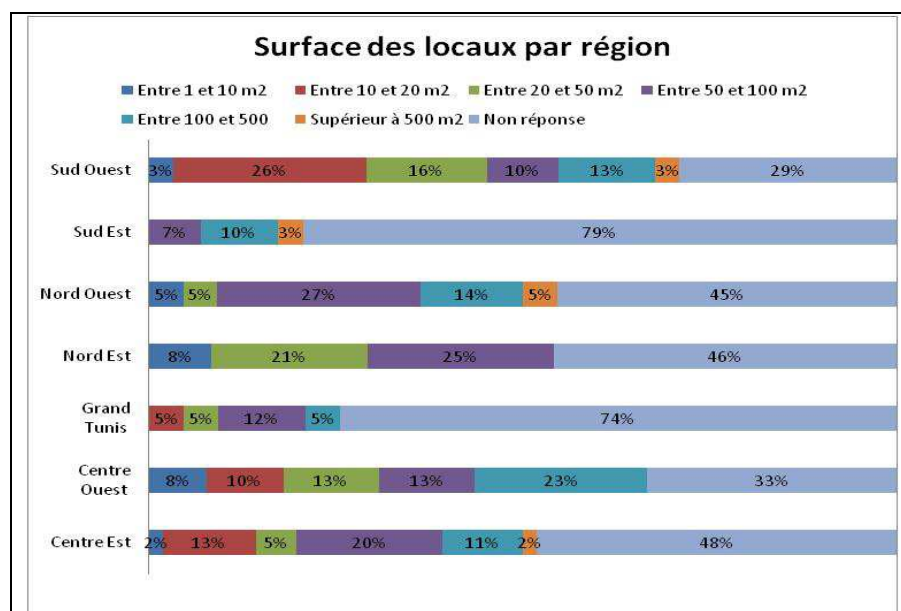 Surface des locaux par région
Entre 1 et 10 m2 Entre 10 et 20 m2 Entre 20 et 50 m2 Entre 50 et 100 m2
Entre 100 et 500 Supérieur à 500 m2 Non réponse
Sud Ouest 3% 26% 16% 10% 13% 3% 29%
Sud Est 7% 10% 3% 79%
Nord Ouest 5% 5% 27% 14% 5% 45%
Nord Est 8% 21% 25% 46%
Grand
Tunis 5% 5% 12% 5% 74%
Centre
Ouest 8% 10% 13% 13% 23% 33%
Centre Est 2% 13% 5% 20% 11% 2% 48%